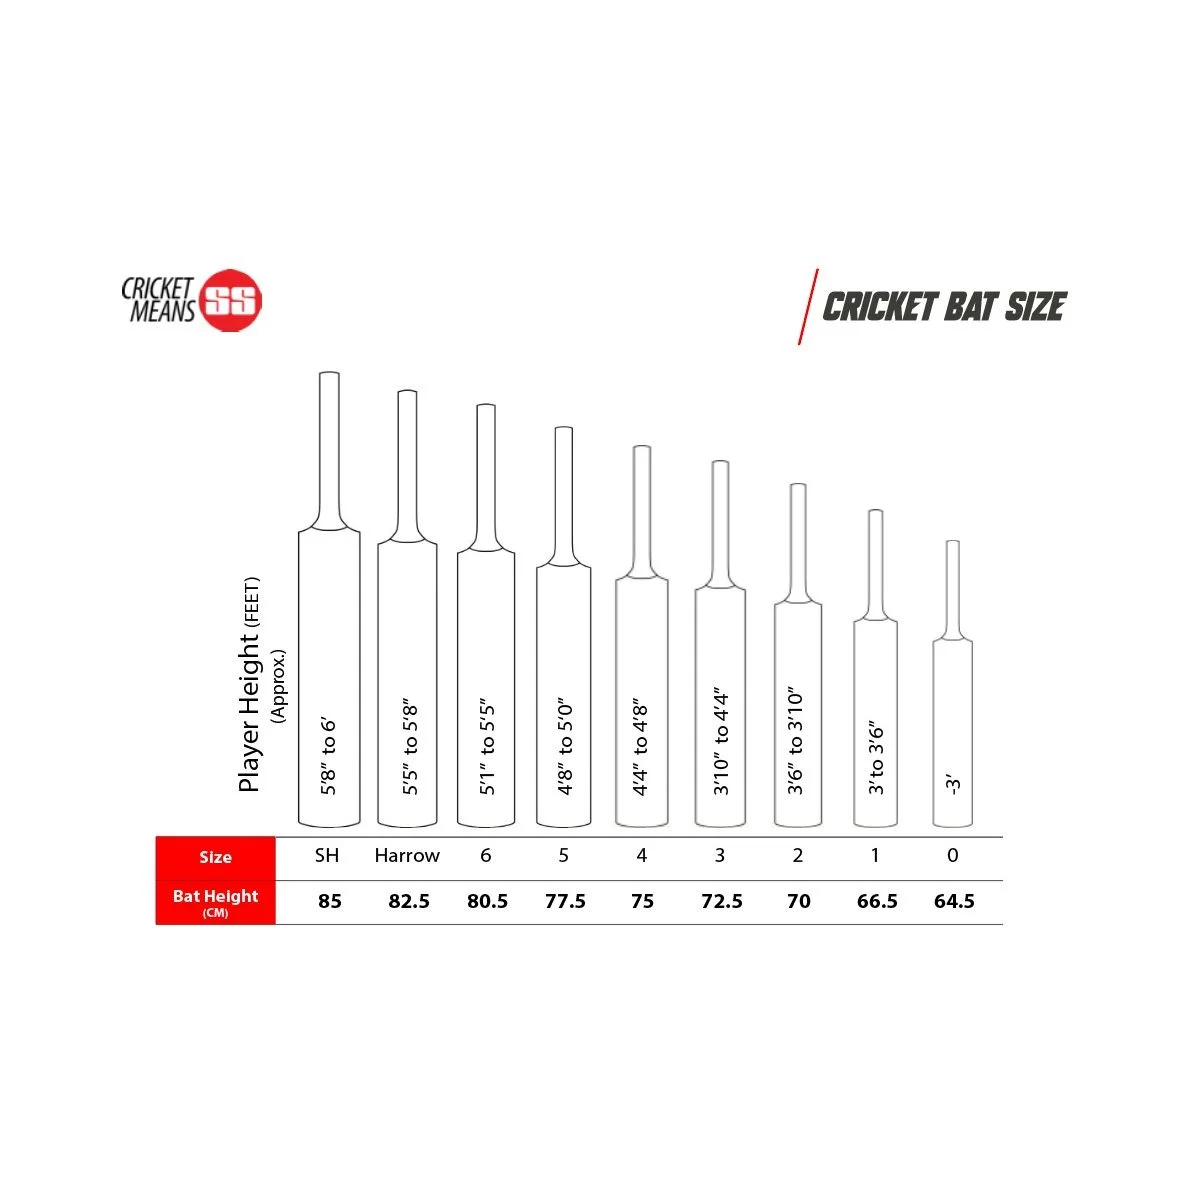 CRICKET
MEANS SS
CRICKET BAT SIZE
Player Height (FEET)
(Approx.)
5'8" to 6'
5'5" to 5'8"
5'1" to 5'5"
4'8" to 5'0"
4'4" to 4'8"
3'10" to 4'4"
3'6" to 3'10"
3' to 3'6"
-3'
Size SH Harrow 6 5 4 3 2 1 0
Bat Height 85 82.5 80.5 77.5 75 72.5 70 66.5 64.5
(CM)